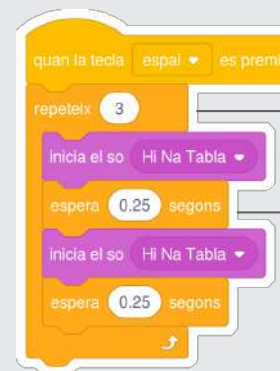 quan la tecla espai es premi
repeteix 3
inicia el so Hi Na Tabla
espera 0.25 segons
inicia el so Hi Na Tabla
espera 0.25 segons